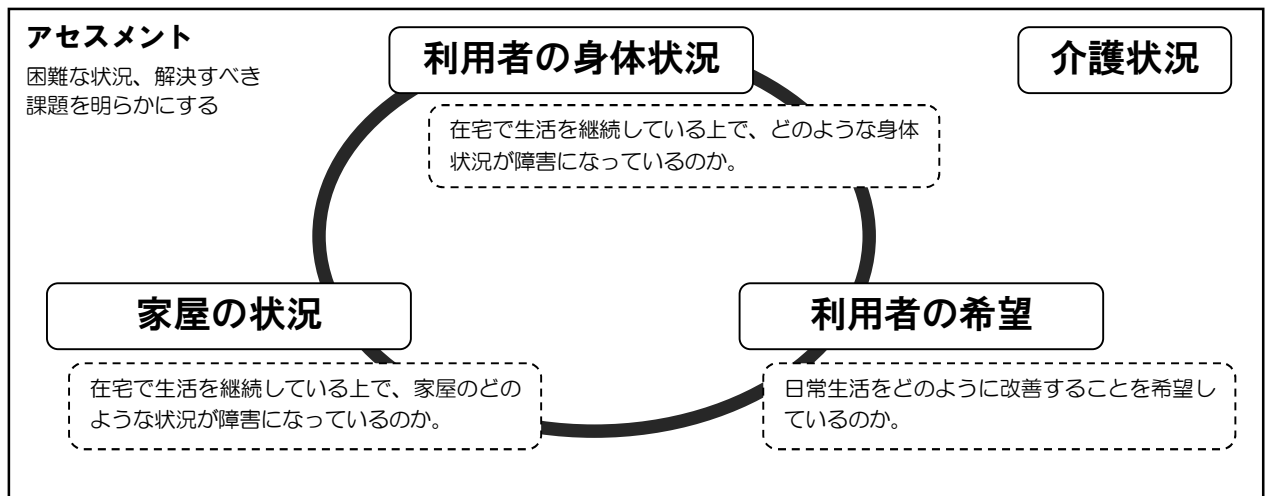 アセスメント
困難な状況、解決すべき
課題を明らかにする
利用者の身体状況
介護状況
在宅で生活を継続している上で、どのような身体
状況が障害になっているのか。
家屋の状況
利用者の希望
在宅で生活を継続している上で、家屋のどの
ような状況が障害になっているのか。
日常生活をどのように改善することを希望し
ているのか。